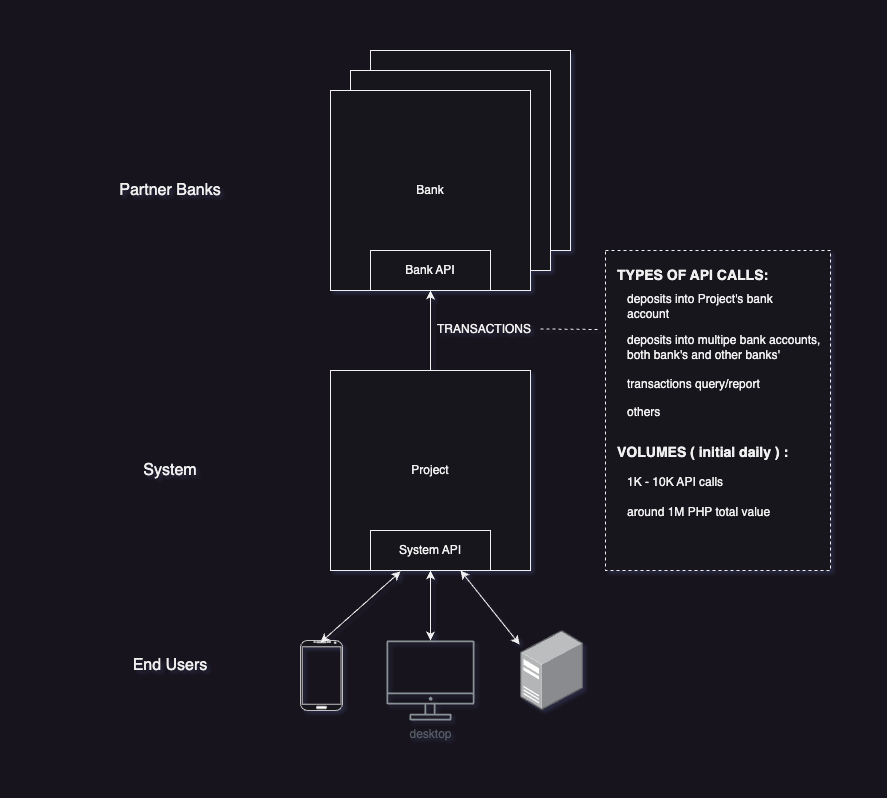 Partner Banks
Bank
Bank API
TRANSACTIONS
TYPES OF API CALLS:
deposits into Project's bank
account
deposits into multipe bank accounts,
both bank's and other banks'
transactions query/report
others
VOLUMES ( initial daily ) :
1K - 10K API calls
around 1M PHP total value
System
Project
System API
End Users
desktop